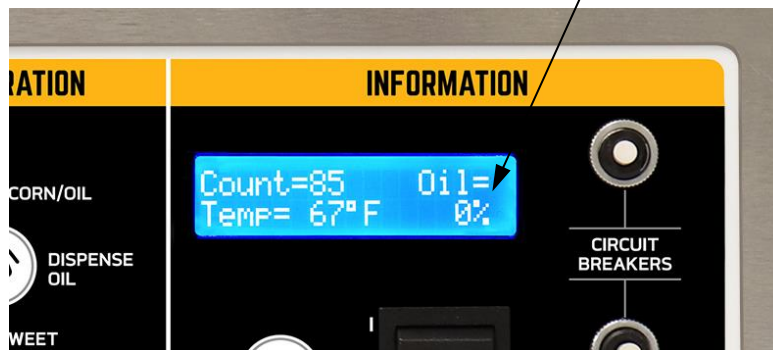 RATION
INFORMATION
Count=85 Oil=
Temp= 67°F 0%
CORN/OIL
DISPENSE
OIL
WEET
CIRCUIT
BREAKERS
I